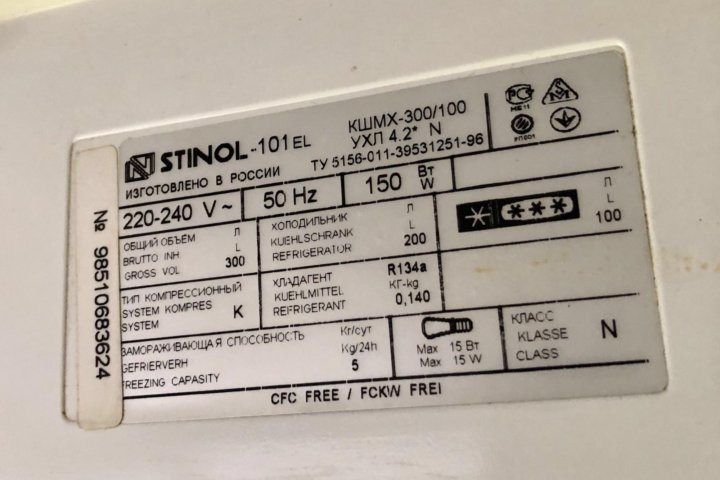 № 985106836624
STINOL-101 EL
КШМХ-300/100
УХЛ 4.2* N
ИЗГОТОВЛЕНО В РОССИИ
ТУ 5156-011-39531251-96
220-240 V ~
50 Hz
150 Вт
W
ОБЩИЙ ОБЪЕМ Л
BRUTTO INH. L
GROSS VOL. 300
ХОЛОДИЛЬНИК Л
KUEHLSCHRANK L
REFRIGERATOR 200
Л
L
100
ТИП КОМПРЕССИОННЫЙ
SYSTEM KOMPRES K
SYSTEM
ХЛАДАГЕНТ R134a
KUEHLMITTEL КГ-kg
REFRIGERANT 0,140
ЗАМОРАЖИВАЮЩАЯ СПОСОБНОСТЬ Кг/сут
GEFRIERVERH Kg/24h
FREEZING CAPACITY 5
Max 15 Вт
Max 15 W
КЛАСС
KLASSE N
CLASS
CFC FREE / FCKW FREI